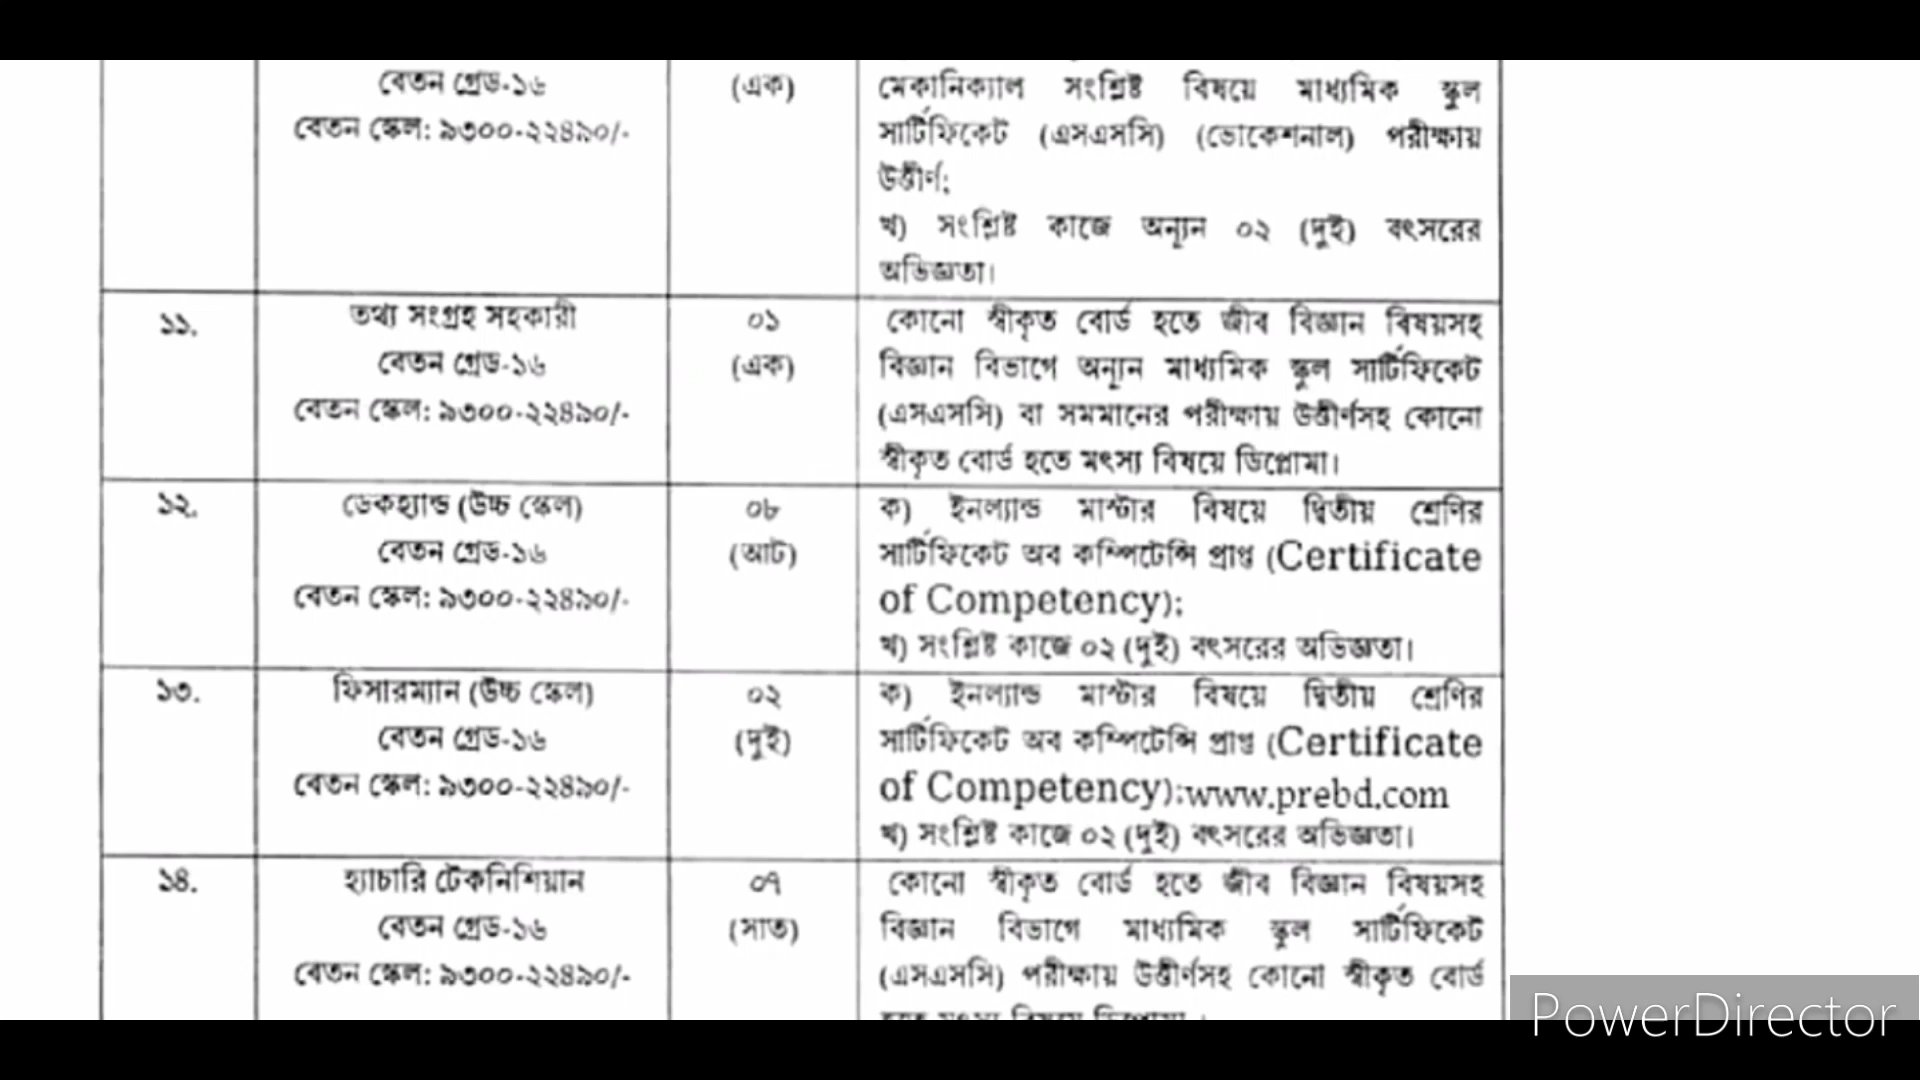 বেতন গ্রেড-১৬
বেতন স্কেল: ৯৩০০-২২৪৯০/-
(এক)
মেকানিক্যাল সংশ্লিষ্ট বিষয়ে মাধ্যমিক স্কুল
সার্টিফিকেট (এসএসসি) (ভোকেশনাল) পরীক্ষায়
উত্তীর্ণ;
খ) সংশ্লিষ্ট কাজে অন্যূন ০২ (দুই) বৎসরের
অভিজ্ঞতা।
১১.
তথ্য সংগ্রহ সহকারী
বেতন গ্রেড-১৬
বেতন স্কেল: ৯৩০০-২২৪৯০/-
০১
(এক)
কোনো স্বীকৃত বোর্ড হতে জীব বিজ্ঞান বিষয়সহ
বিজ্ঞান বিভাগে অন্যূন মাধ্যমিক স্কুল সার্টিফিকেট
(এসএসসি) বা সমমানের পরীক্ষায় উত্তীর্ণসহ কোনো
স্বীকৃত বোর্ড হতে মৎস্য বিষয়ে ডিপ্লোমা।
১২.
ডেকহ্যান্ড (উচ্চ স্কেল)
বেতন গ্রেড-১৬
বেতন স্কেল: ৯৩০০-২২৪৯০/-
০৮
(আট)
ক) ইনল্যান্ড মাস্টার বিষয়ে দ্বিতীয় শ্রেণির
সার্টিফিকেট অব কম্পিটেন্সি প্রাপ্ত (Certificate
of Competency);
খ) সংশ্লিষ্ট কাজে ০২ (দুই) বৎসরের অভিজ্ঞতা।
১৩.
ফিসারম্যান (উচ্চ স্কেল)
বেতন গ্রেড-১৬
বেতন স্কেল: ৯৩০০-২২৪৯০/-
০২
(দুই)
ক) ইনল্যান্ড মাস্টার বিষয়ে দ্বিতীয় শ্রেণির
সার্টিফিকেট অব কম্পিটেন্সি প্রাপ্ত (Certificate
of Competency);www.prebd.com
খ) সংশ্লিষ্ট কাজে ০২ (দুই) বৎসরের অভিজ্ঞতা।
১৪.
হ্যাচারি টেকনিশিয়ান
বেতন গ্রেড-১৬
বেতন স্কেল: ৯৩০০-২২৪৯০/-
০৭
(সাত)
কোনো স্বীকৃত বোর্ড হতে জীব বিজ্ঞান বিষয়সহ
বিজ্ঞান বিভাগে মাধ্যমিক স্কুল সার্টিফিকেট
(এসএসসি) পরীক্ষায় উত্তীর্ণসহ কোনো স্বীকৃত বোর্ড
হতে মৎস্য বিষয়ে ডিপ্লোমা।
PowerDirector